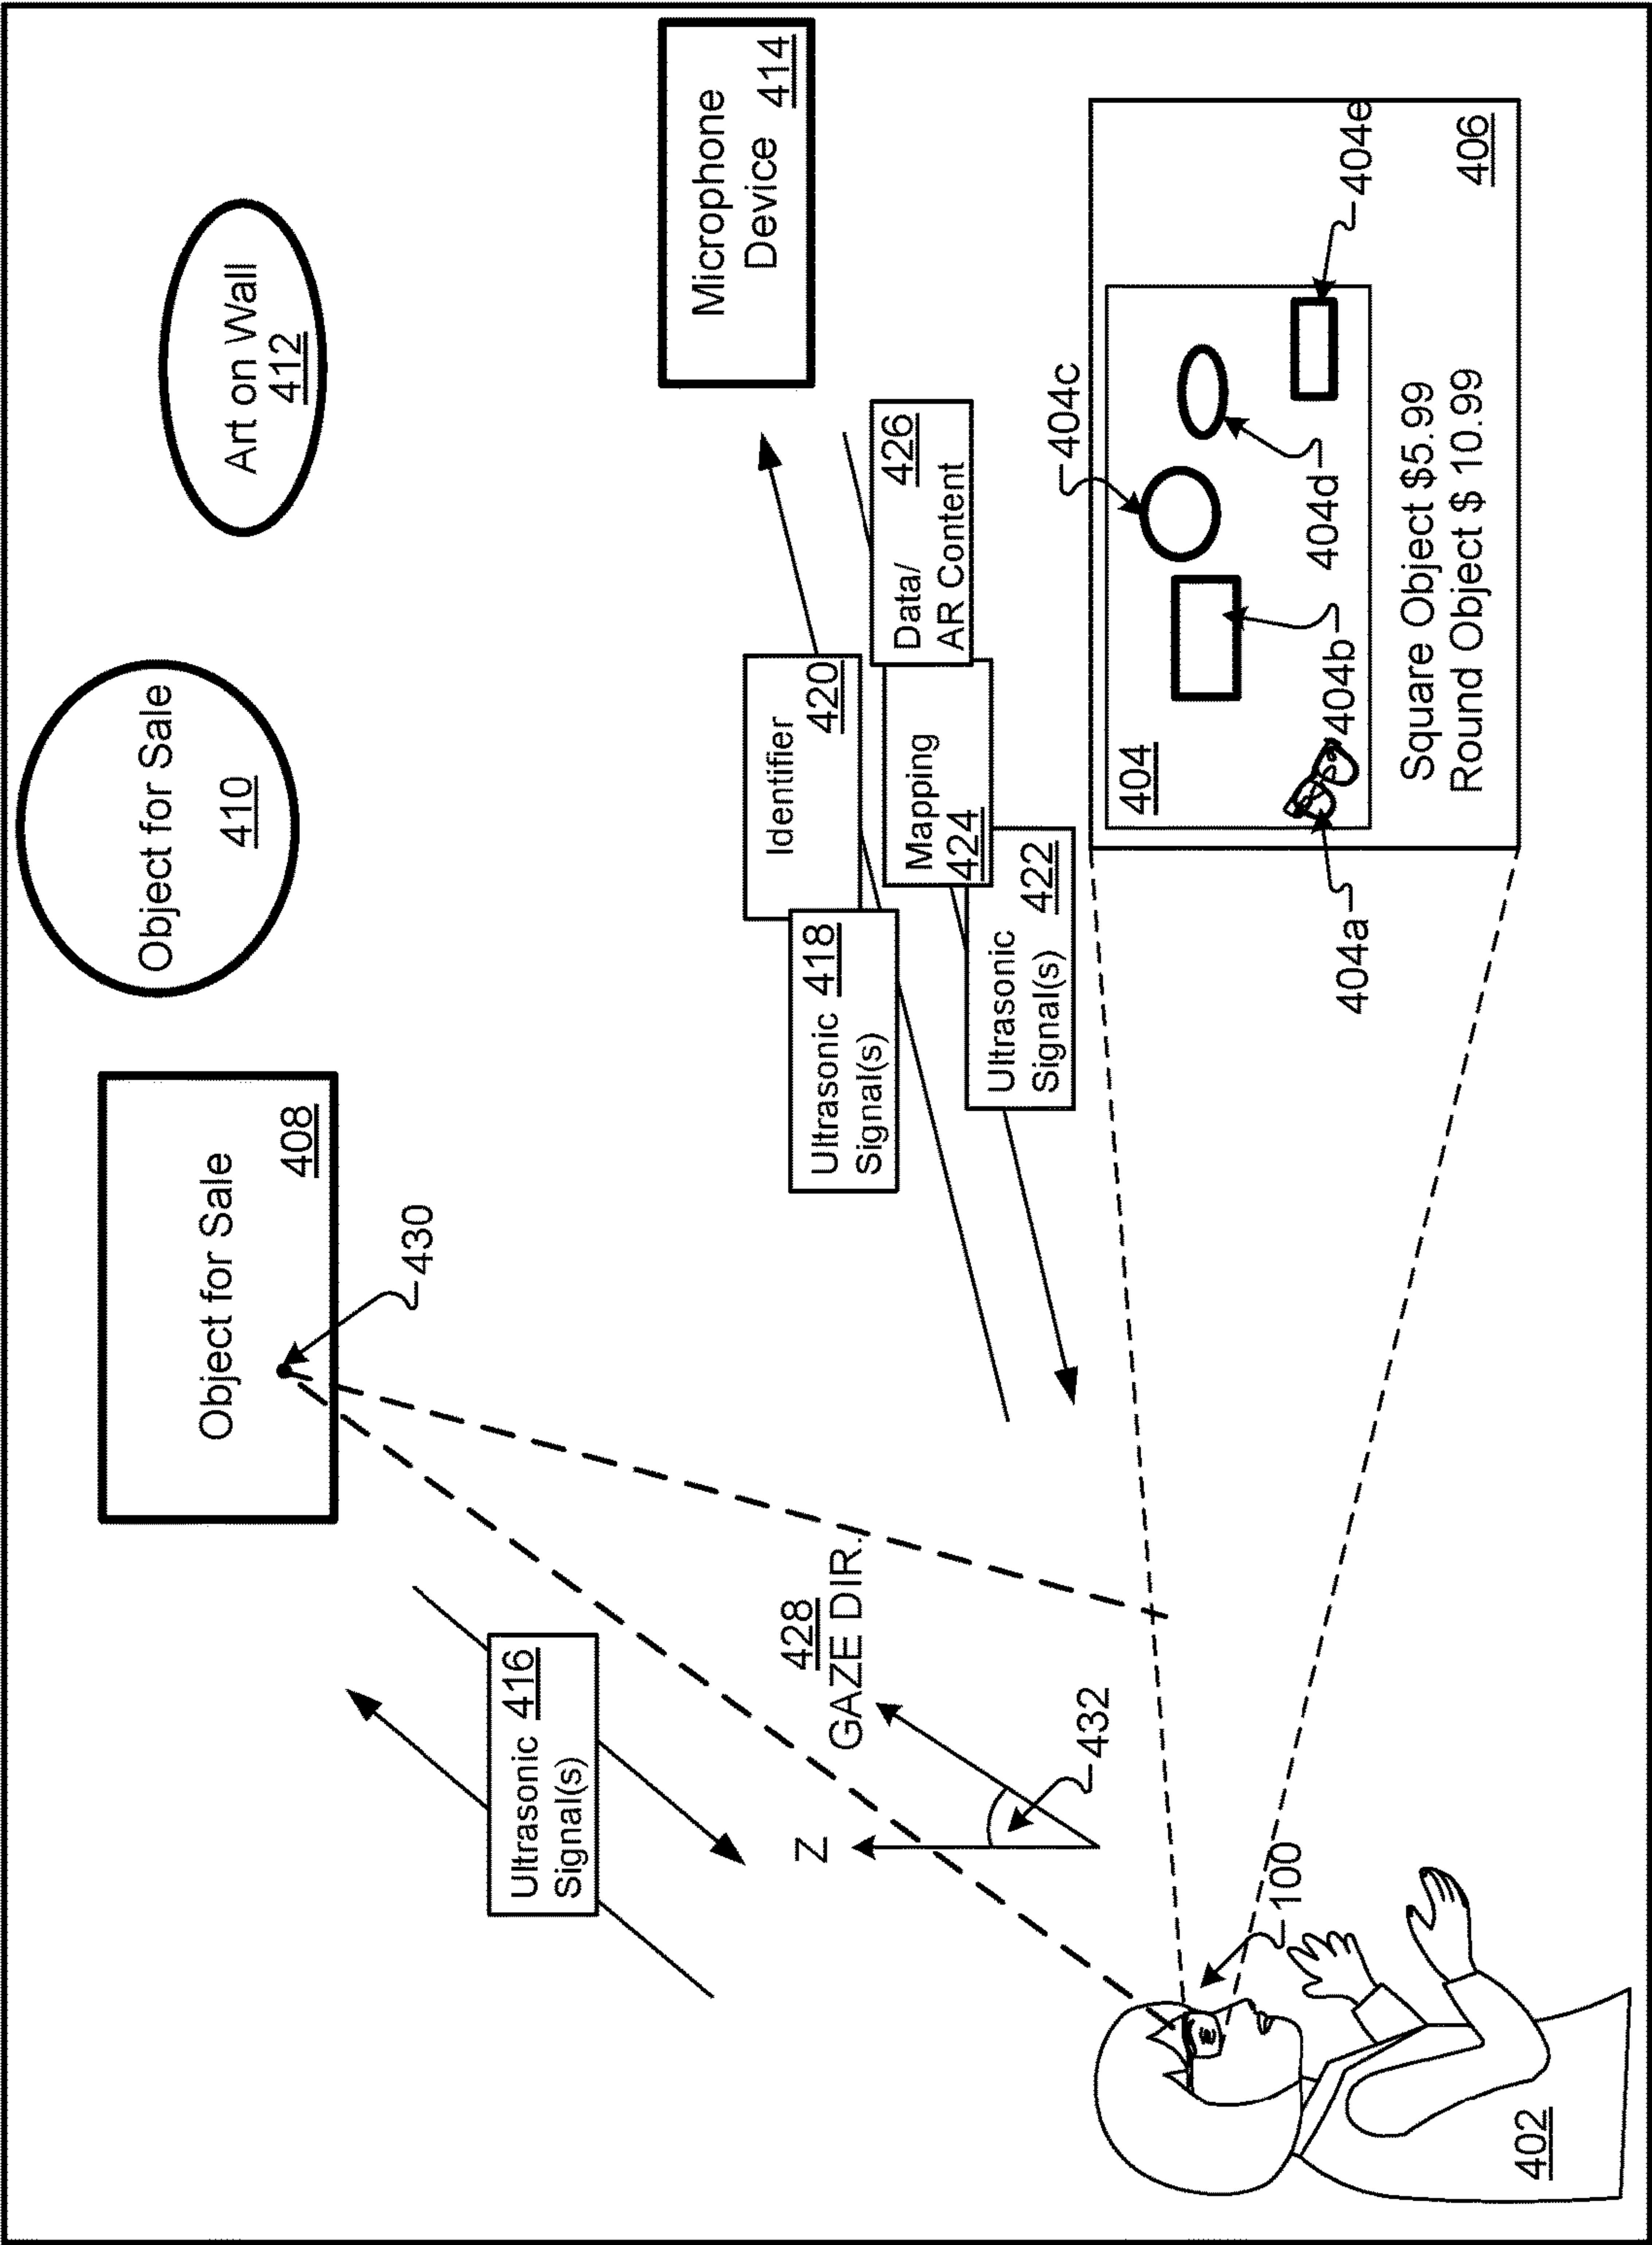 Object for Sale
408
430
Object for Sale
410
Art on Wall
412
Ultrasonic 416
Signal(s)
428
GAZE DIR.
Z
432
100
402
Ultrasonic 418
Signal(s)
Identifier
420
Microphone
Device 414
Ultrasonic 422
Signal(s)
Mapping
424
Data/ 426
AR Content
404
404a
404b
404c
404d
404e
Square Object $5.99
Round Object $ 10.99
406